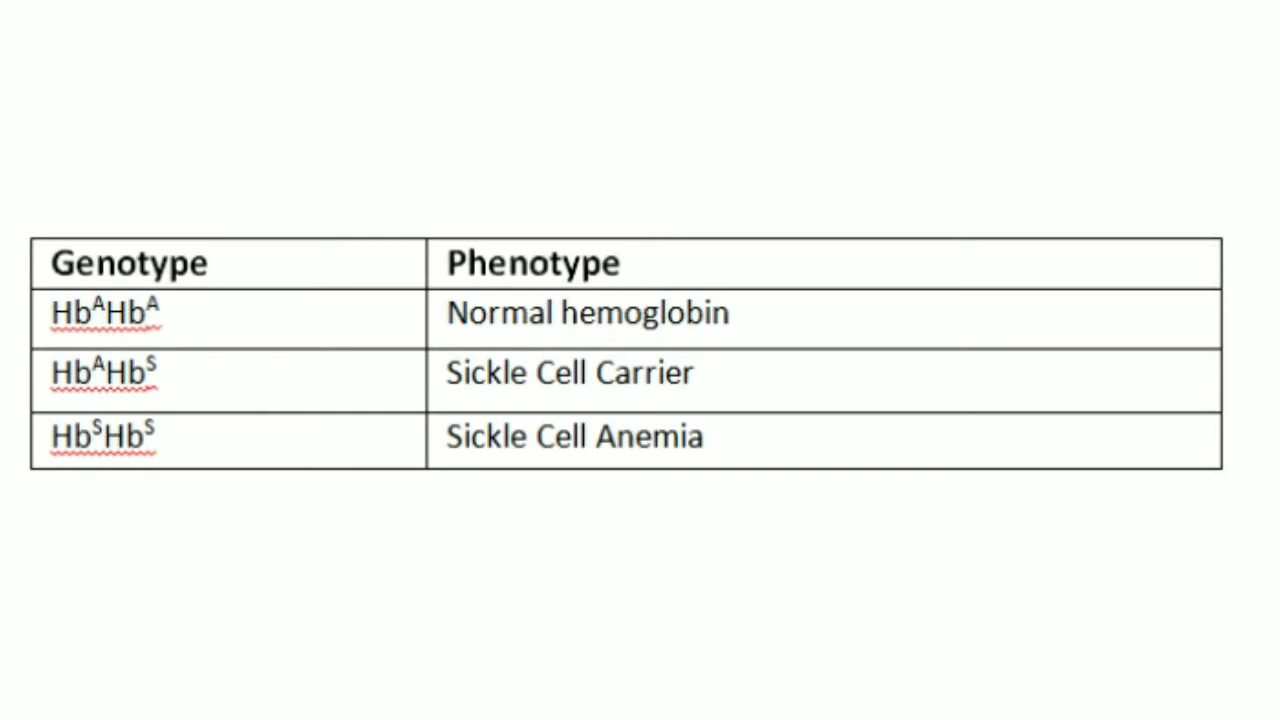 Genotype Phenotype
HbᴬHbᴬ Normal hemoglobin
HbᴬHbˢ Sickle Cell Carrier
HbˢHbˢ Sickle Cell Anemia